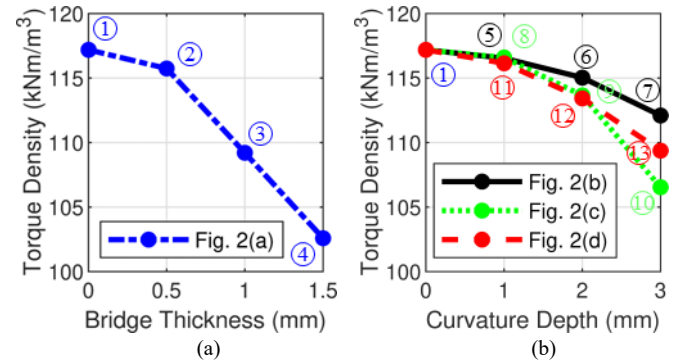 120
115
110
105
100
Torque Density (kNm/m³)
① ② ③ ④
Fig. 2(a)
0 0.5 1 1.5
Bridge Thickness (mm)
(a)
120
115
110
105
100
Torque Density (kNm/m³)
⑤ ⑧ ⑥ ⑦
① ⑪ ⑨ ⑫ ⑬ ⑩
Fig. 2(b)
Fig. 2(c)
Fig. 2(d)
0 1 2 3
Curvature Depth (mm)
(b)